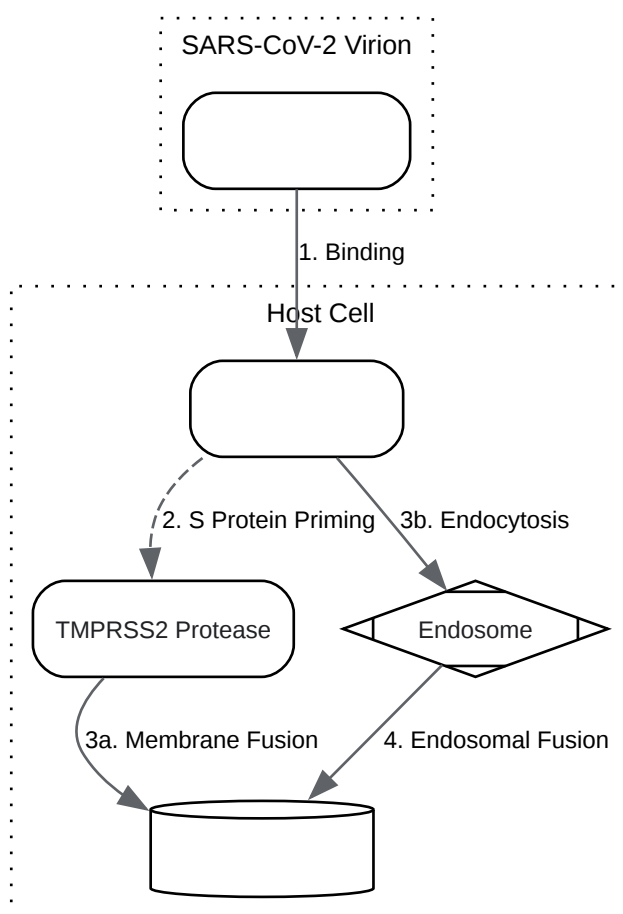 SARS-CoV-2 Virion
1. Binding
Host Cell
2. S Protein Priming
3b. Endocytosis
TMPRSS2 Protease
Endosome
3a. Membrane Fusion
4. Endosomal Fusion